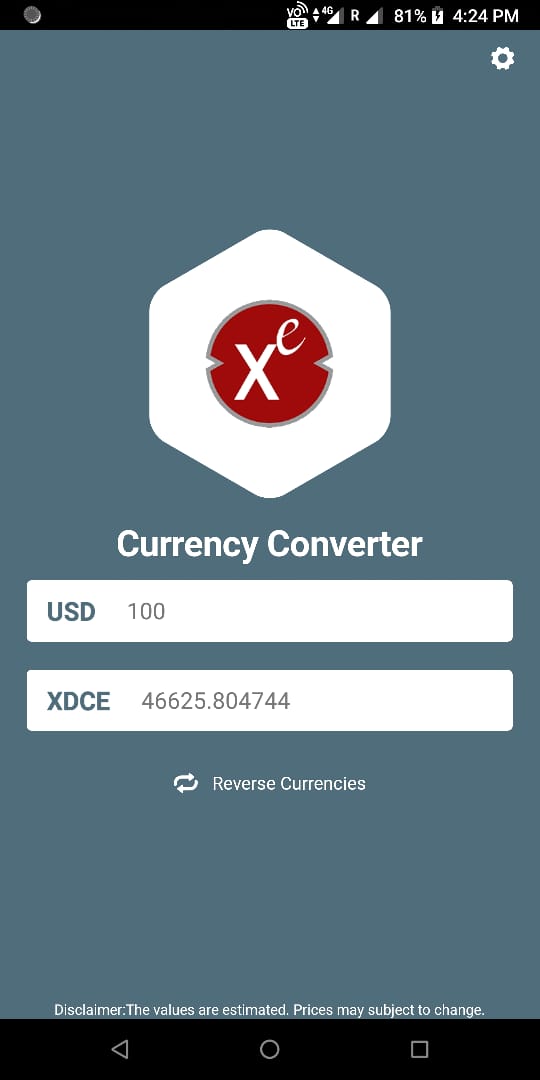 VO LTE 4G R 81% 4:24 PM
Xe
Currency Converter
USD 100
XDCE 46625.804744
Reverse Currencies
Disclaimer:The values are estimated. Prices may subject to change.